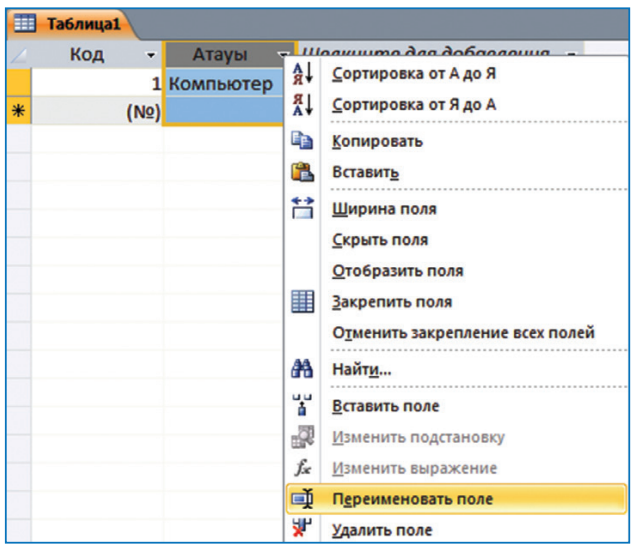 Таблица1
Код Атауы Щелкните для добавления
1 Компьютер
(№)
Сортировка от А до Я
Сортировка от Я до А
Копировать
Вставить
Ширина поля
Скрыть поля
Отобразить поля
Закрепить поля
Отменить закрепление всех полей
Найти...
Вставить поле
Изменить подстановку
Изменить выражение
Переименовать поле
Удалить поле